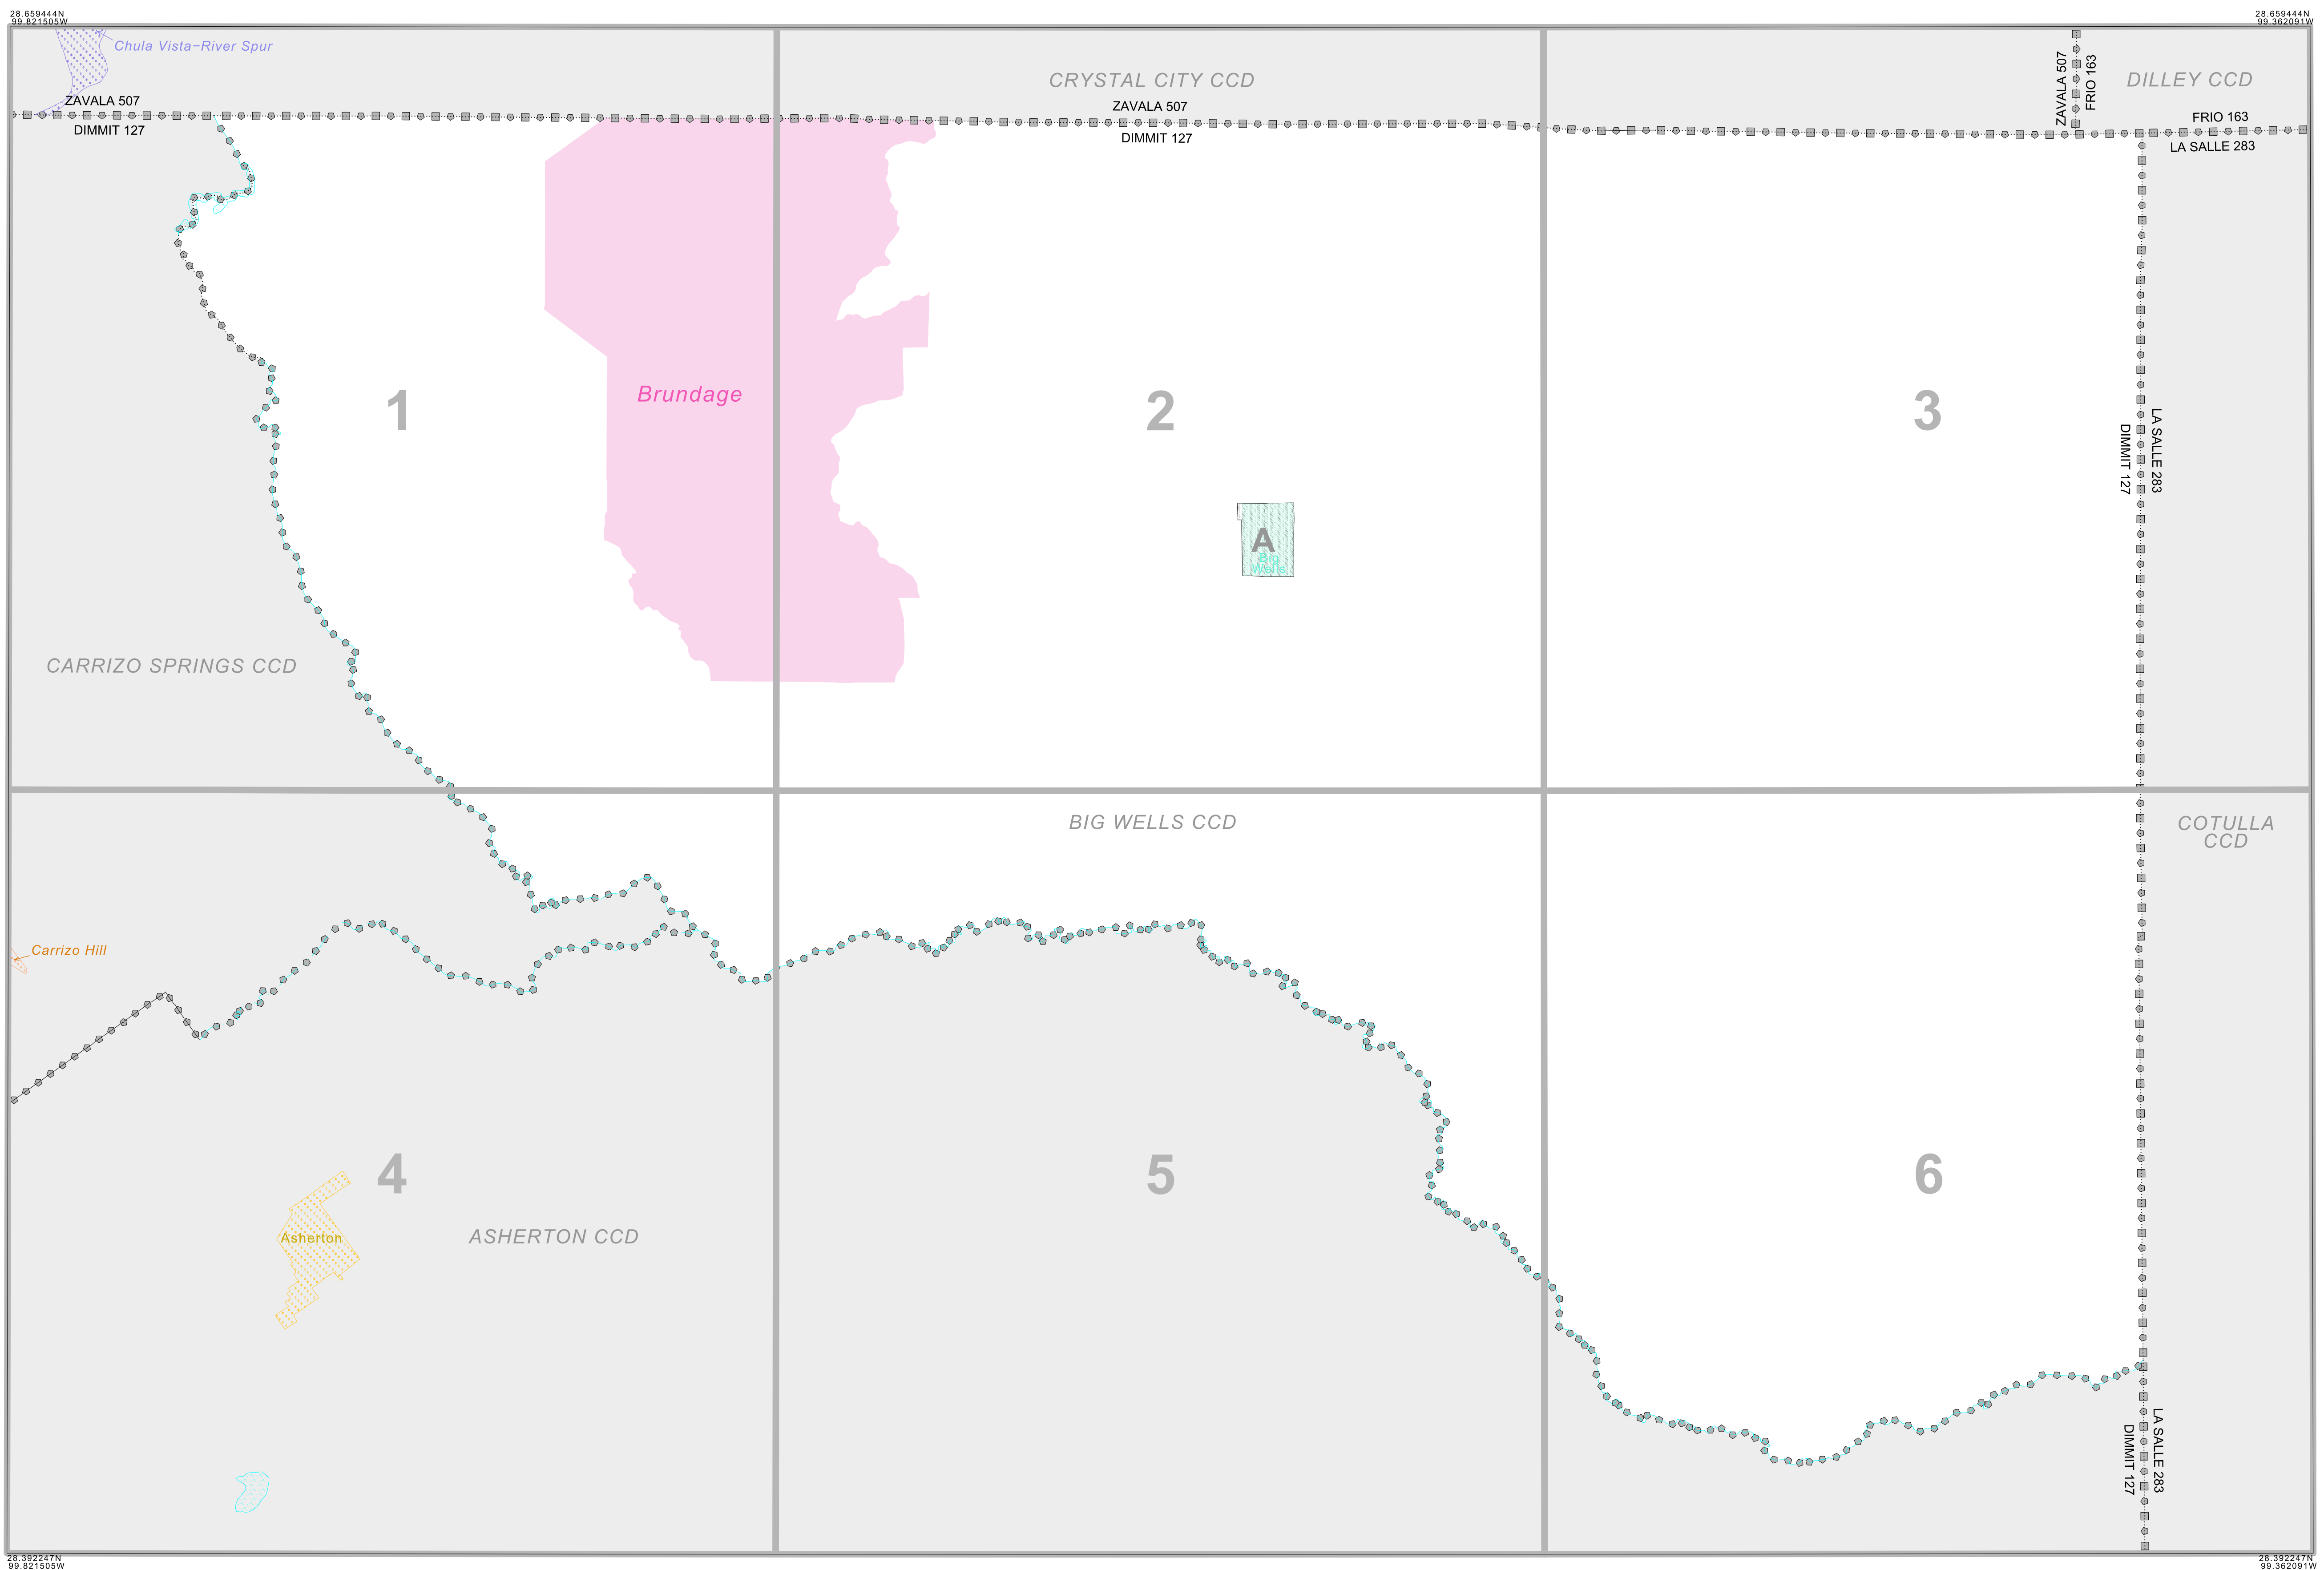 28.659444N
99.821505W
28.659444N
99.362091W
Chula Vista−River Spur
CRYSTAL CITY CCD
DILLEY CCD
ZAVALA 507
FRIO 163
ZAVALA 507
DIMMIT 127
ZAVALA 507
DIMMIT 127
FRIO 163
LA SALLE 283
1
Brundage
2
3
LA SALLE 283
DIMMIT 127
A
Big
Wells
CARRIZO SPRINGS CCD
BIG WELLS CCD
COTULLA
CCD
Carrizo Hill
4
5
6
Asherton
ASHERTON CCD
LA SALLE 283
DIMMIT 127
28.392247N
99.821505W
28.392247N
99.362091W